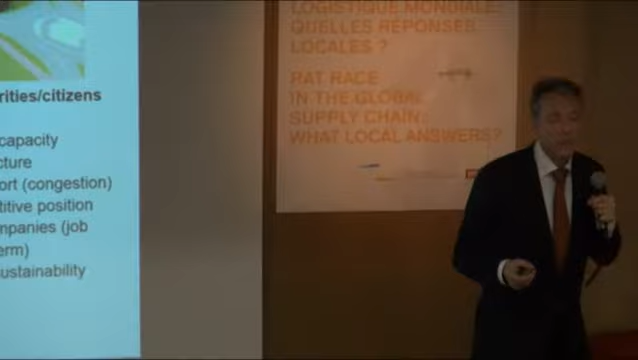 rities/citizens
capacity
cture
ort (congestion)
titive position
mpanies (job
erm)
ustainability
LOGISTIQUE MONDIALE:
QUELLES RÉPONSES
LOCALES ?
RAT RACE
IN THE GLOBAL
SUPPLY CHAIN:
WHAT LOCAL ANSWERS?